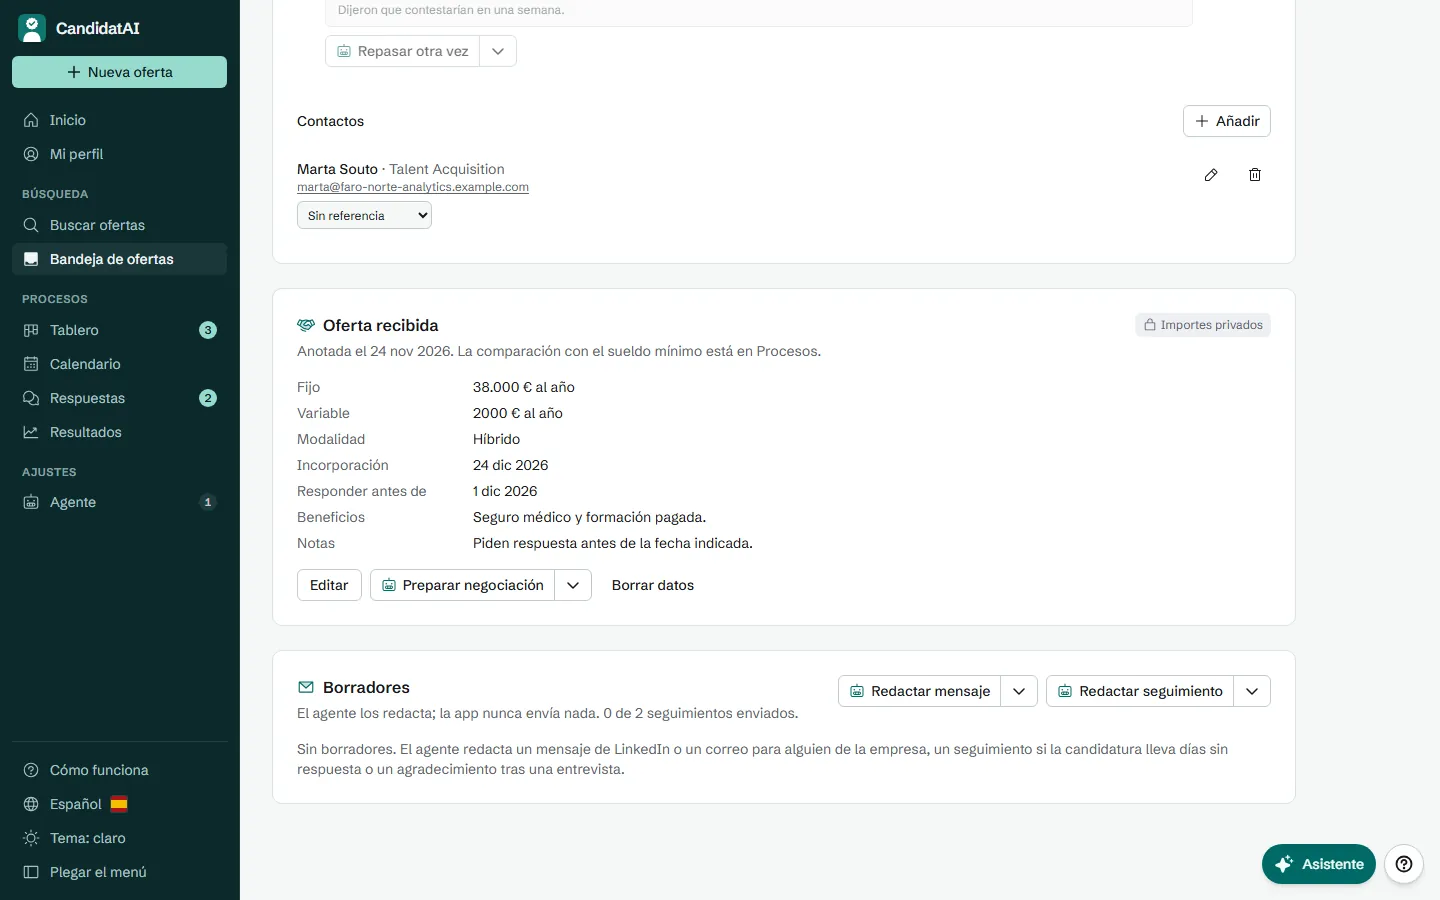 CandidatAI
Nueva oferta
Inicio
Mi perfil
BÚSQUEDA
Buscar ofertas
Bandeja de ofertas
PROCESOS
Tablero 3
Calendario
Respuestas 2
Resultados
AJUSTES
Agente 1
Cómo funciona
Español
Tema: claro
Plegar el menú
Dijeron que contestarían en una semana.
Repasar otra vez
Contactos
Añadir
Marta Souto · Talent Acquisition
marta@faro-norte-analytics.example.com
Sin referencia
Oferta recibida
Importes privados
Anotada el 24 nov 2026. La comparación con el sueldo mínimo está en Procesos.
Fijo 38.000 € al año
Variable 2000 € al año
Modalidad Híbrido
Incorporación 24 dic 2026
Responder antes de 1 dic 2026
Beneficios Seguro médico y formación pagada.
Notas Piden respuesta antes de la fecha indicada.
Editar Preparar negociación Borrar datos
Borradores
Redactar mensaje Redactar seguimiento
El agente los redacta; la app nunca envía nada. 0 de 2 seguimientos enviados.
Sin borradores. El agente redacta un mensaje de LinkedIn o un correo para alguien de la empresa, un seguimiento si la candidatura lleva días sin
respuesta o un agradecimiento tras una entrevista.
Asistente